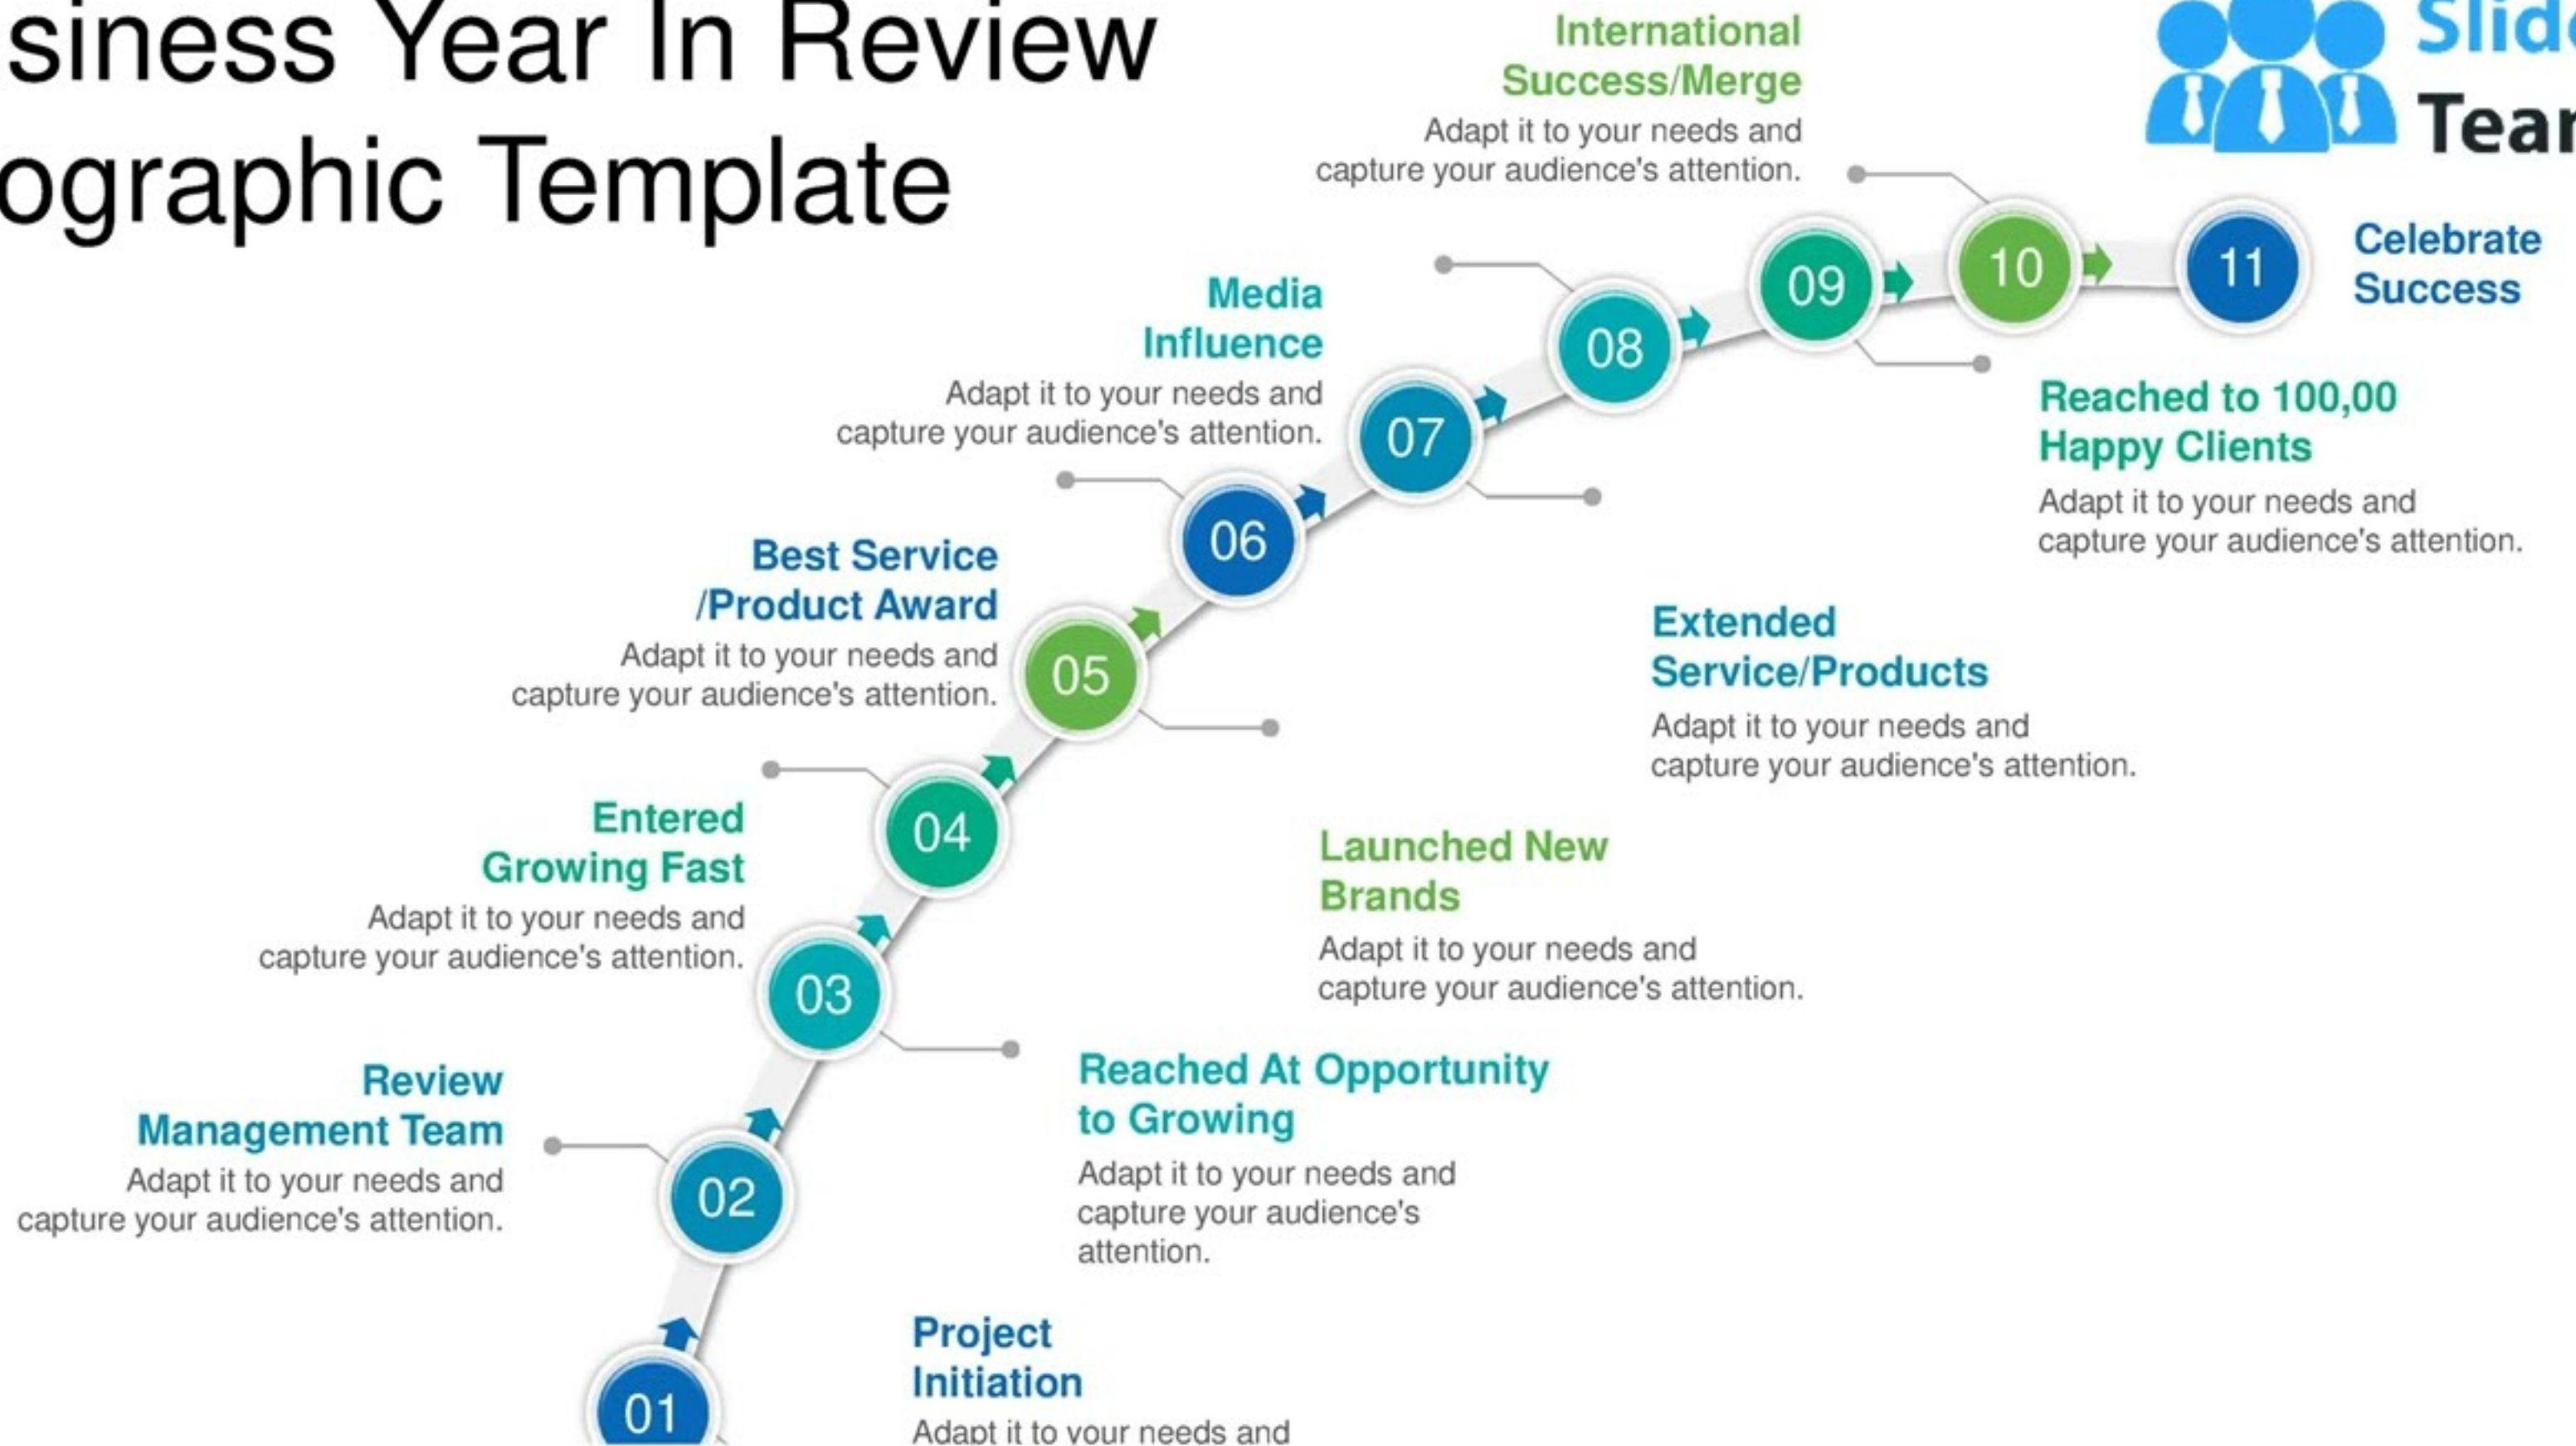 siness Year In Review
ographic Template
Slid
Tear
International
Success/Merge
Adapt it to your needs and
capture your audience's attention.
Media
Influence
Adapt it to your needs and
capture your audience's attention.
Best Service
/Product Award
Adapt it to your needs and
capture your audience's attention.
Entered
Growing Fast
Adapt it to your needs and
capture your audience's attention.
Review
Management Team
Adapt it to your needs and
capture your audience's attention.
01
02
03
04
05
06
07
08
09
10
11
Celebrate
Success
Reached to 100,00
Happy Clients
Adapt it to your needs and
capture your audience's attention.
Extended
Service/Products
Adapt it to your needs and
capture your audience's attention.
Launched New
Brands
Adapt it to your needs and
capture your audience's attention.
Reached At Opportunity
to Growing
Adapt it to your needs and
capture your audience's
attention.
Project
Initiation
Adapt it to your needs and